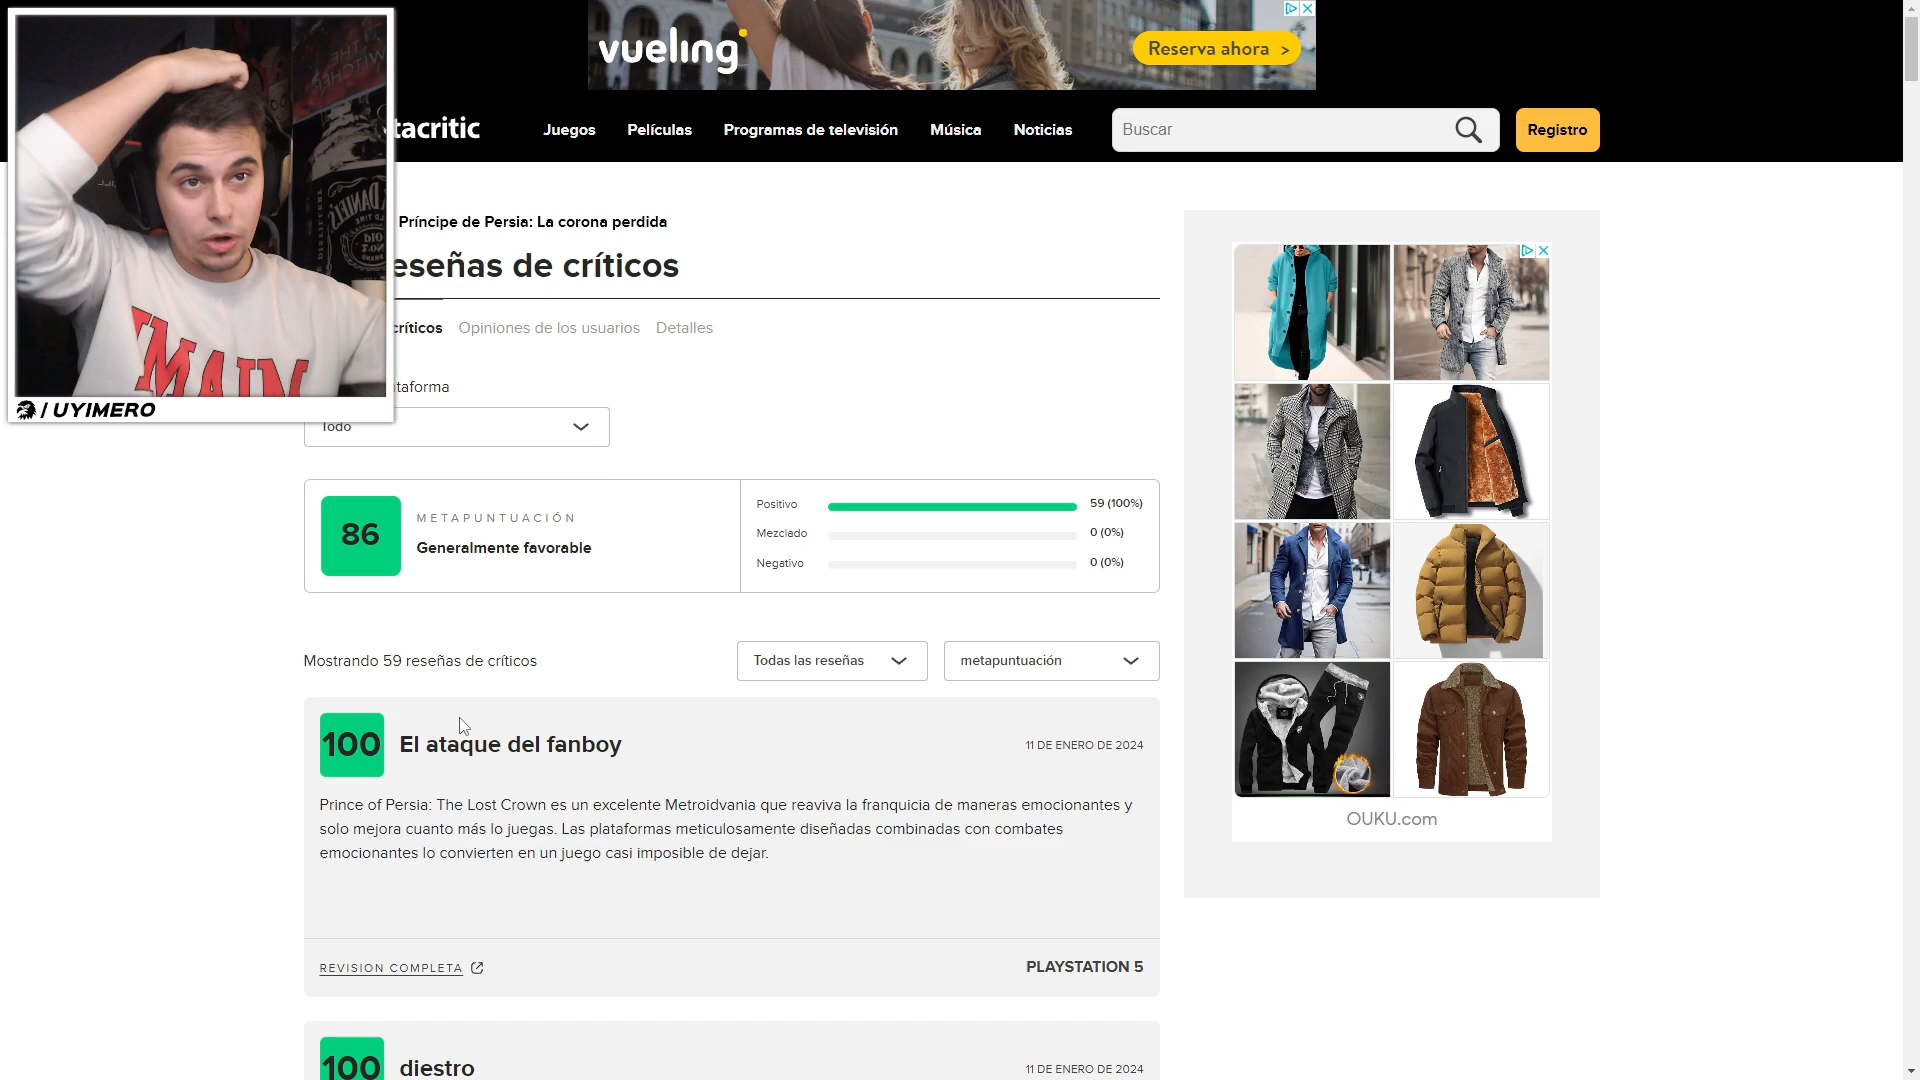 vueling
Reserva ahora >
tacritic
Juegos
Películas
Programas de televisión
Música
Noticias
Buscar
Registro
THE
WITCHER
MAIN
/ UYIMERO
Príncipe de Persia: La corona perdida
eseñas de críticos
críticos
Opiniones de los usuarios
Detalles
taforma
Todo
86
METAPUNTUACIÓN
Generalmente favorable
Positivo
59 (100%)
Mezclado
0 (0%)
Negativo
0 (0%)
Mostrando 59 reseñas de críticos
Todas las reseñas
metapuntuación
100
El ataque del fanboy
11 DE ENERO DE 2024
Prince of Persia: The Lost Crown es un excelente Metroidvania que reaviva la franquicia de maneras emocionantes y
solo mejora cuanto más lo juegas. Las plataformas meticulosamente diseñadas combinadas con combates
emocionantes lo convierten en un juego casi imposible de dejar.
REVISION COMPLETA
PLAYSTATION 5
100
diestro
11 DE ENERO DE 2024
OUKU.com